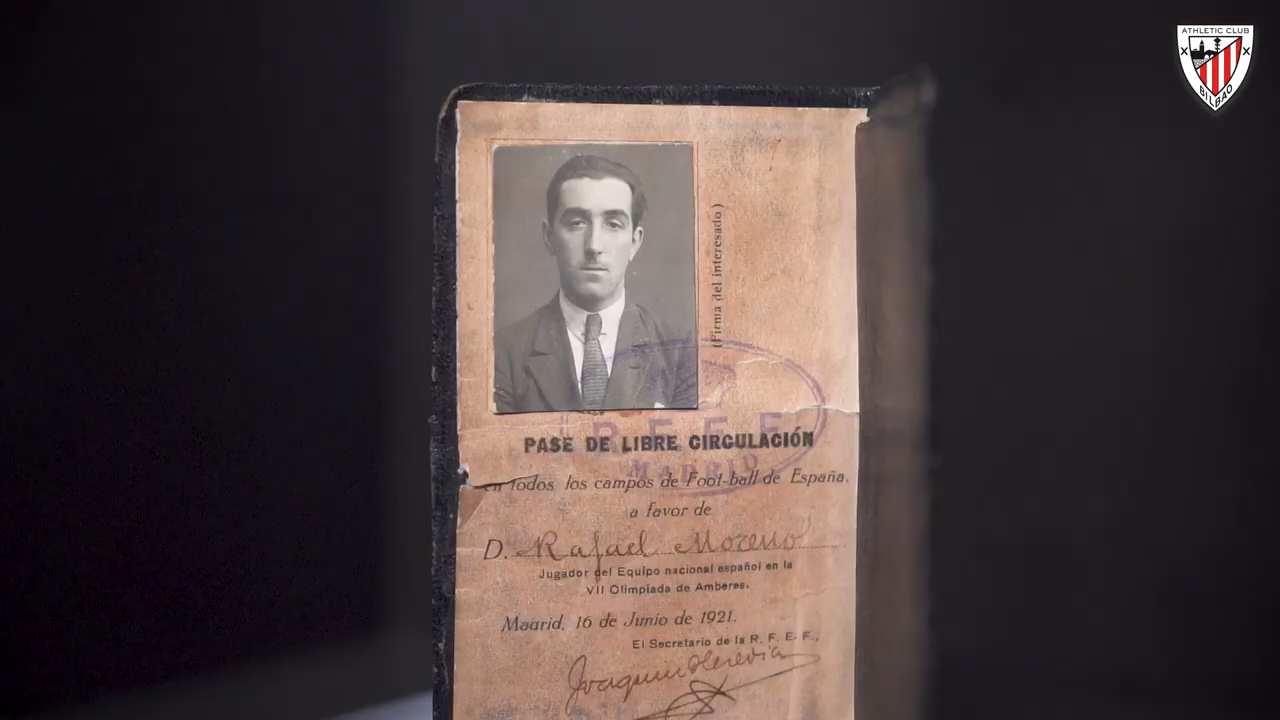 ATHLETIC CLUB
BILBAO
(Firma del interesado)
R.F.E.F.
MADRID
PASE DE LIBRE CIRCULACIÓN
en todos los campos de Foot-ball de España.
a favor de
D. Rafael Moreno
Jugador del Equipo nacional español en la
VII Olimpiada de Amberes.
Madrid, 16 de Junio de 1921.
El Secretario de la R. F. E. F.,
Joaquin Heredia